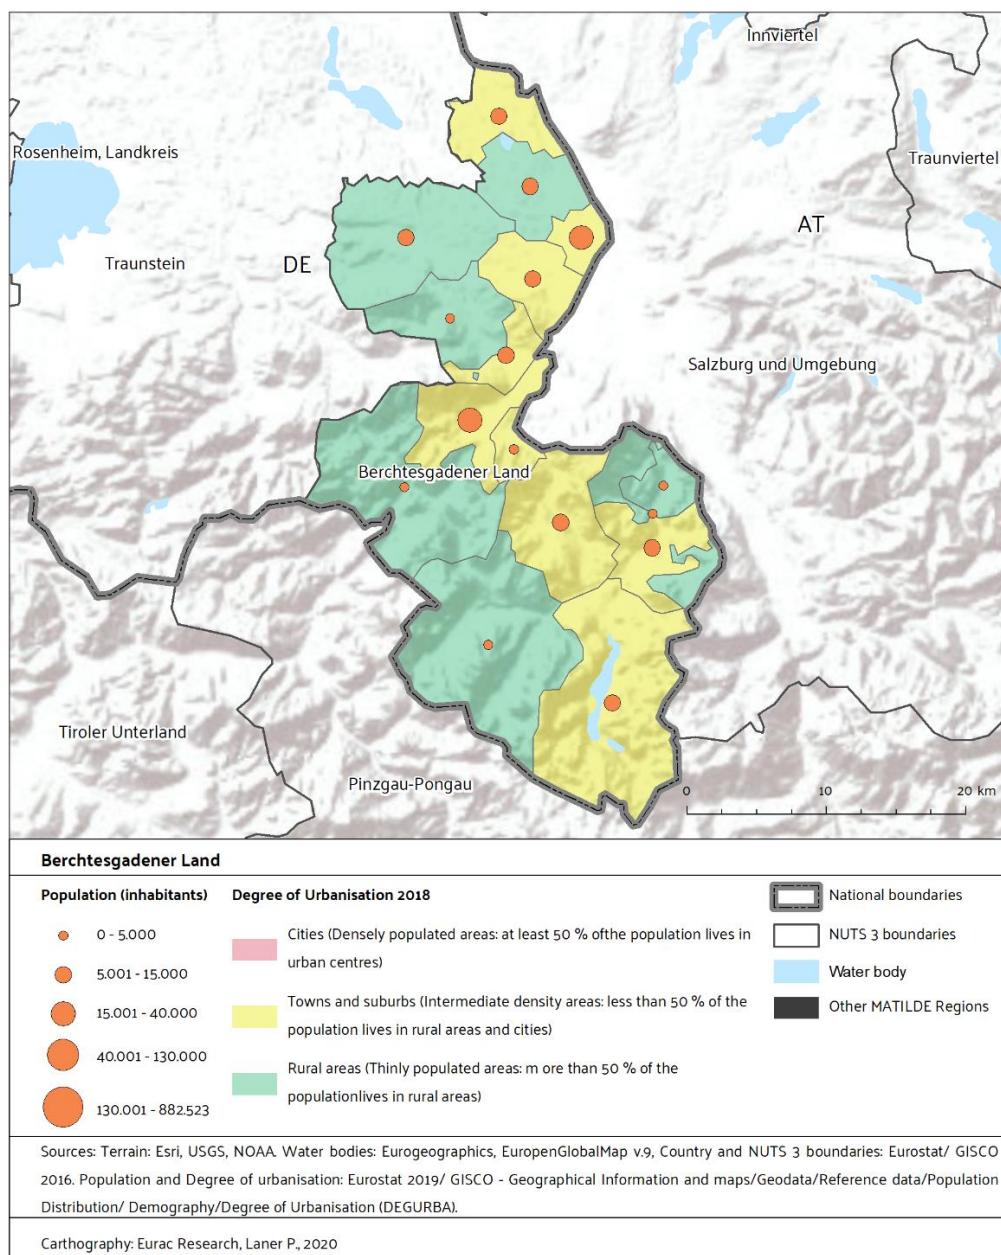 Innviertel
Rosenheim, Landkreis
Traunviertel
AT
Traunstein
DE
Salzburg und Umgebung
Berchtesgadener Land
Tiroler Unterland
Pinzgau-Pongau
0 10 20 km
Berchtesgadener Land
Population (inhabitants)
0 - 5.000
5.001 - 15.000
15.001 - 40.000
40.001 - 130.000
130.001 - 882.523
Degree of Urbanisation 2018
Cities (Densely populated areas: at least 50 % ofthe population lives in
urban centres)
Towns and suburbs (Intermediate density areas: less than 50 % of the
population lives in rural areas and cities)
Rural areas (Thinly populated areas: m ore than 50 % of the
populationlives in rural areas)
National boundaries
NUTS 3 boundaries
Water body
Other MATILDE Regions
Sources: Terrain: Esri, USGS, NOAA. Water bodies: Eurogeographics, EuropenGlobalMap v.9, Country and NUTS 3 boundaries: Eurostat/ GISCO
2016. Population and Degree of urbanisation: Eurostat 2019/ GISCO - Geographical Information and maps/Geodata/Reference data/Population
Distribution/ Demography/Degree of Urbanisation (DEGURBA).
Carthography: Eurac Research, Laner P., 2020